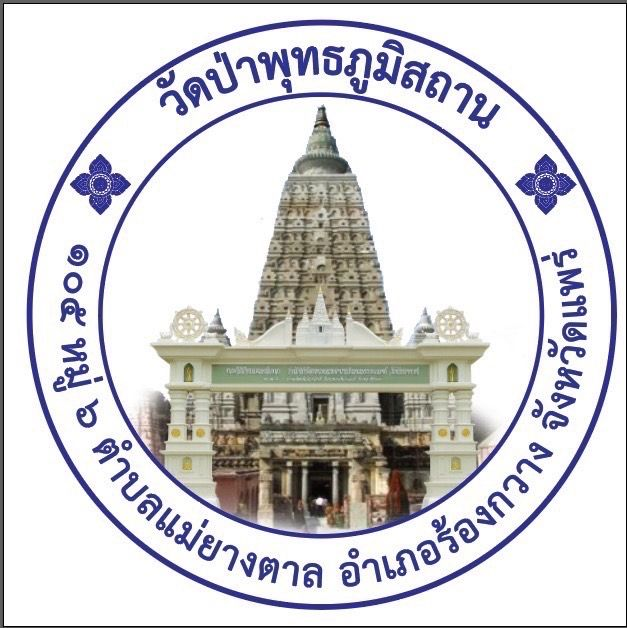 วัดป่าพุทธภูมิสถาน
๑๐๕ หมู่ ๖ ตำบลแม่ยางตาล อำเภอร้องกวาง จังหวัดแพร่